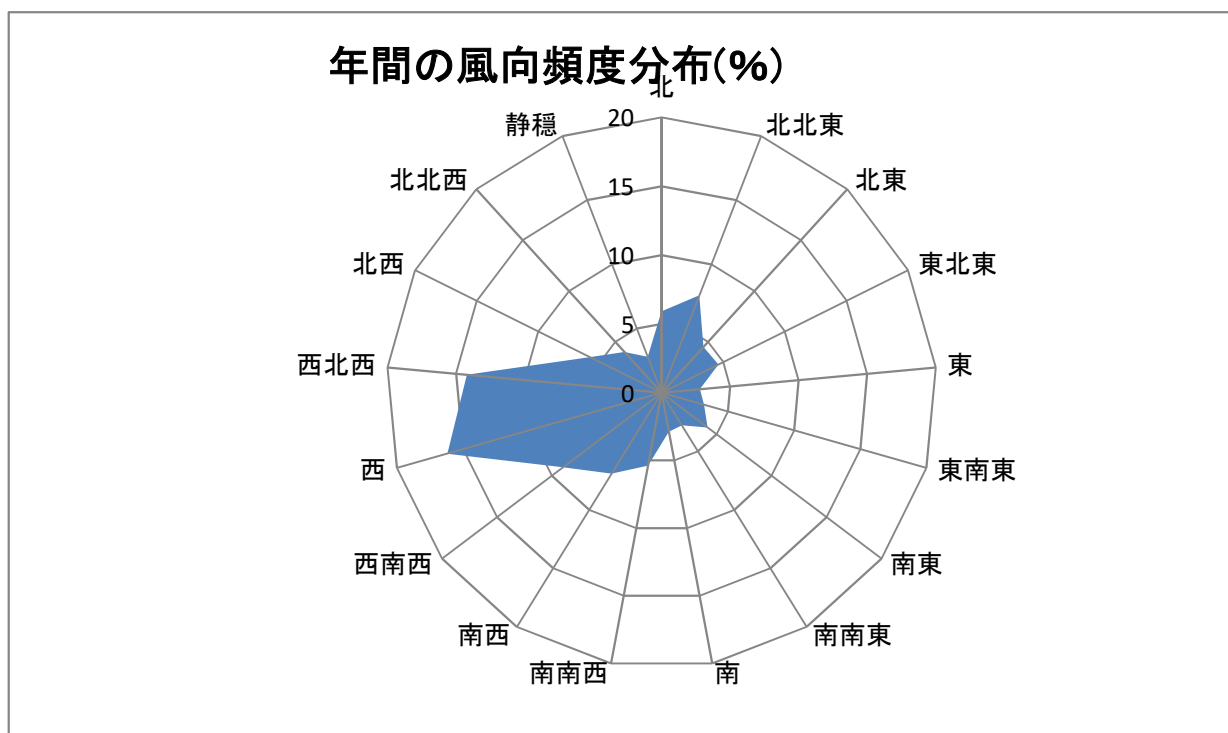 年間の風向頻度分布(%)
北
北北東
北東
東北東
東
東南東
南東
南南東
南
南南西
南西
西南西
西
西北西
北西
北北西
静穏
20
15
10
5
0